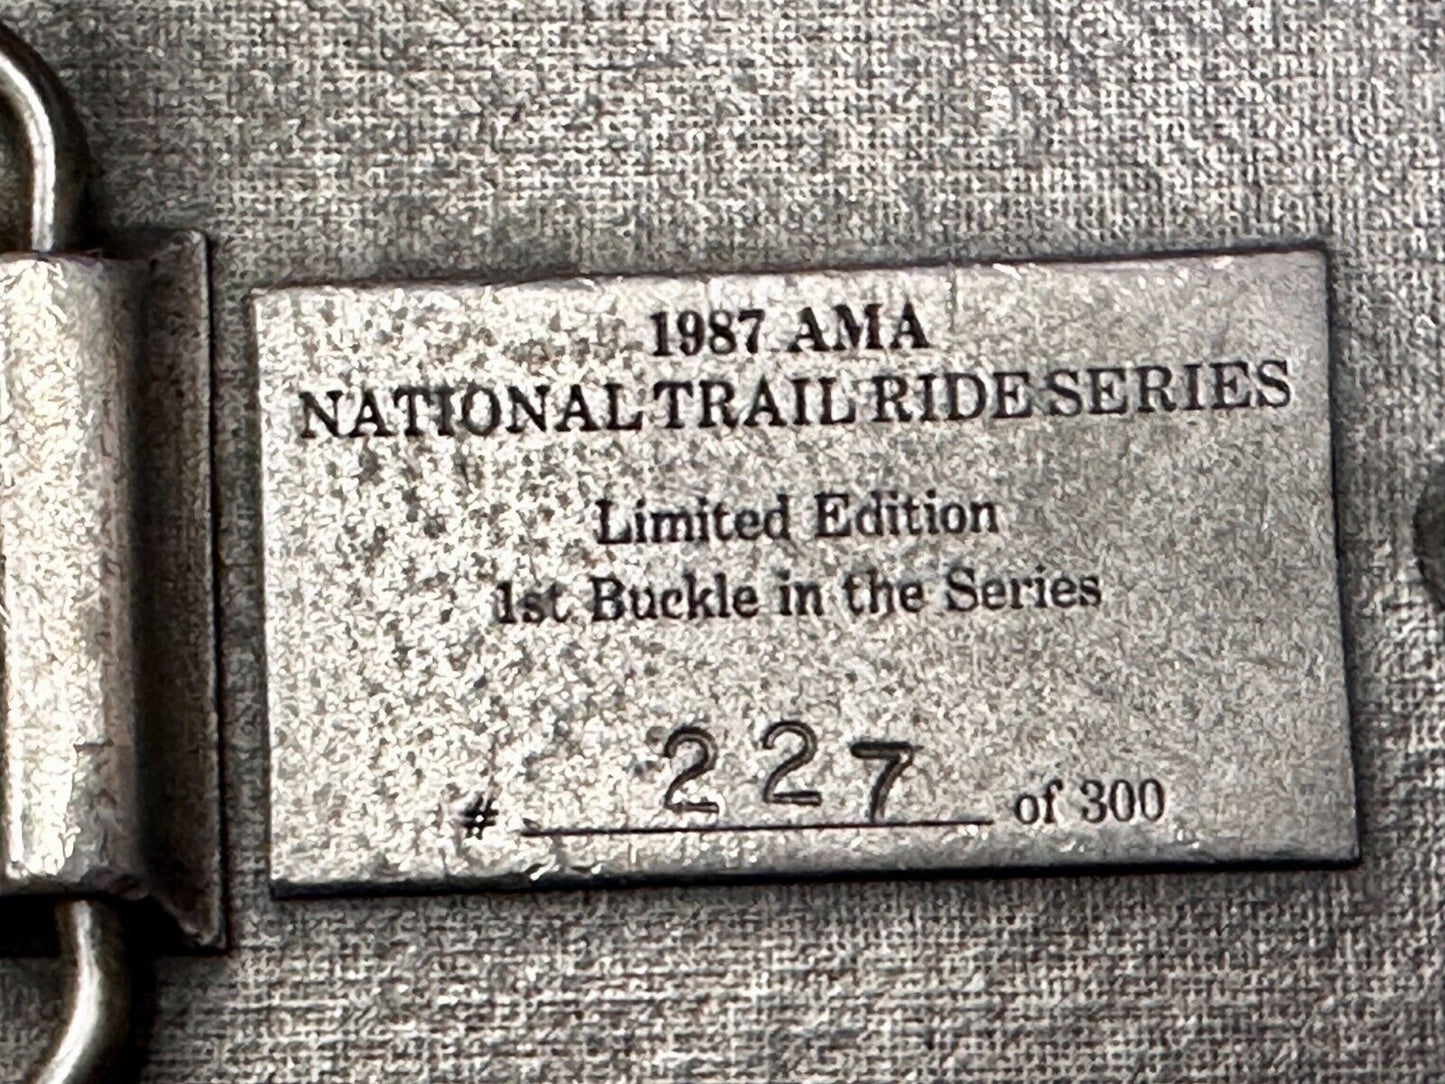 1987 AMA
NATIONAL TRAIL RIDE SERIES
Limited Edition
1st Buckle in the Series
# 227 of 300